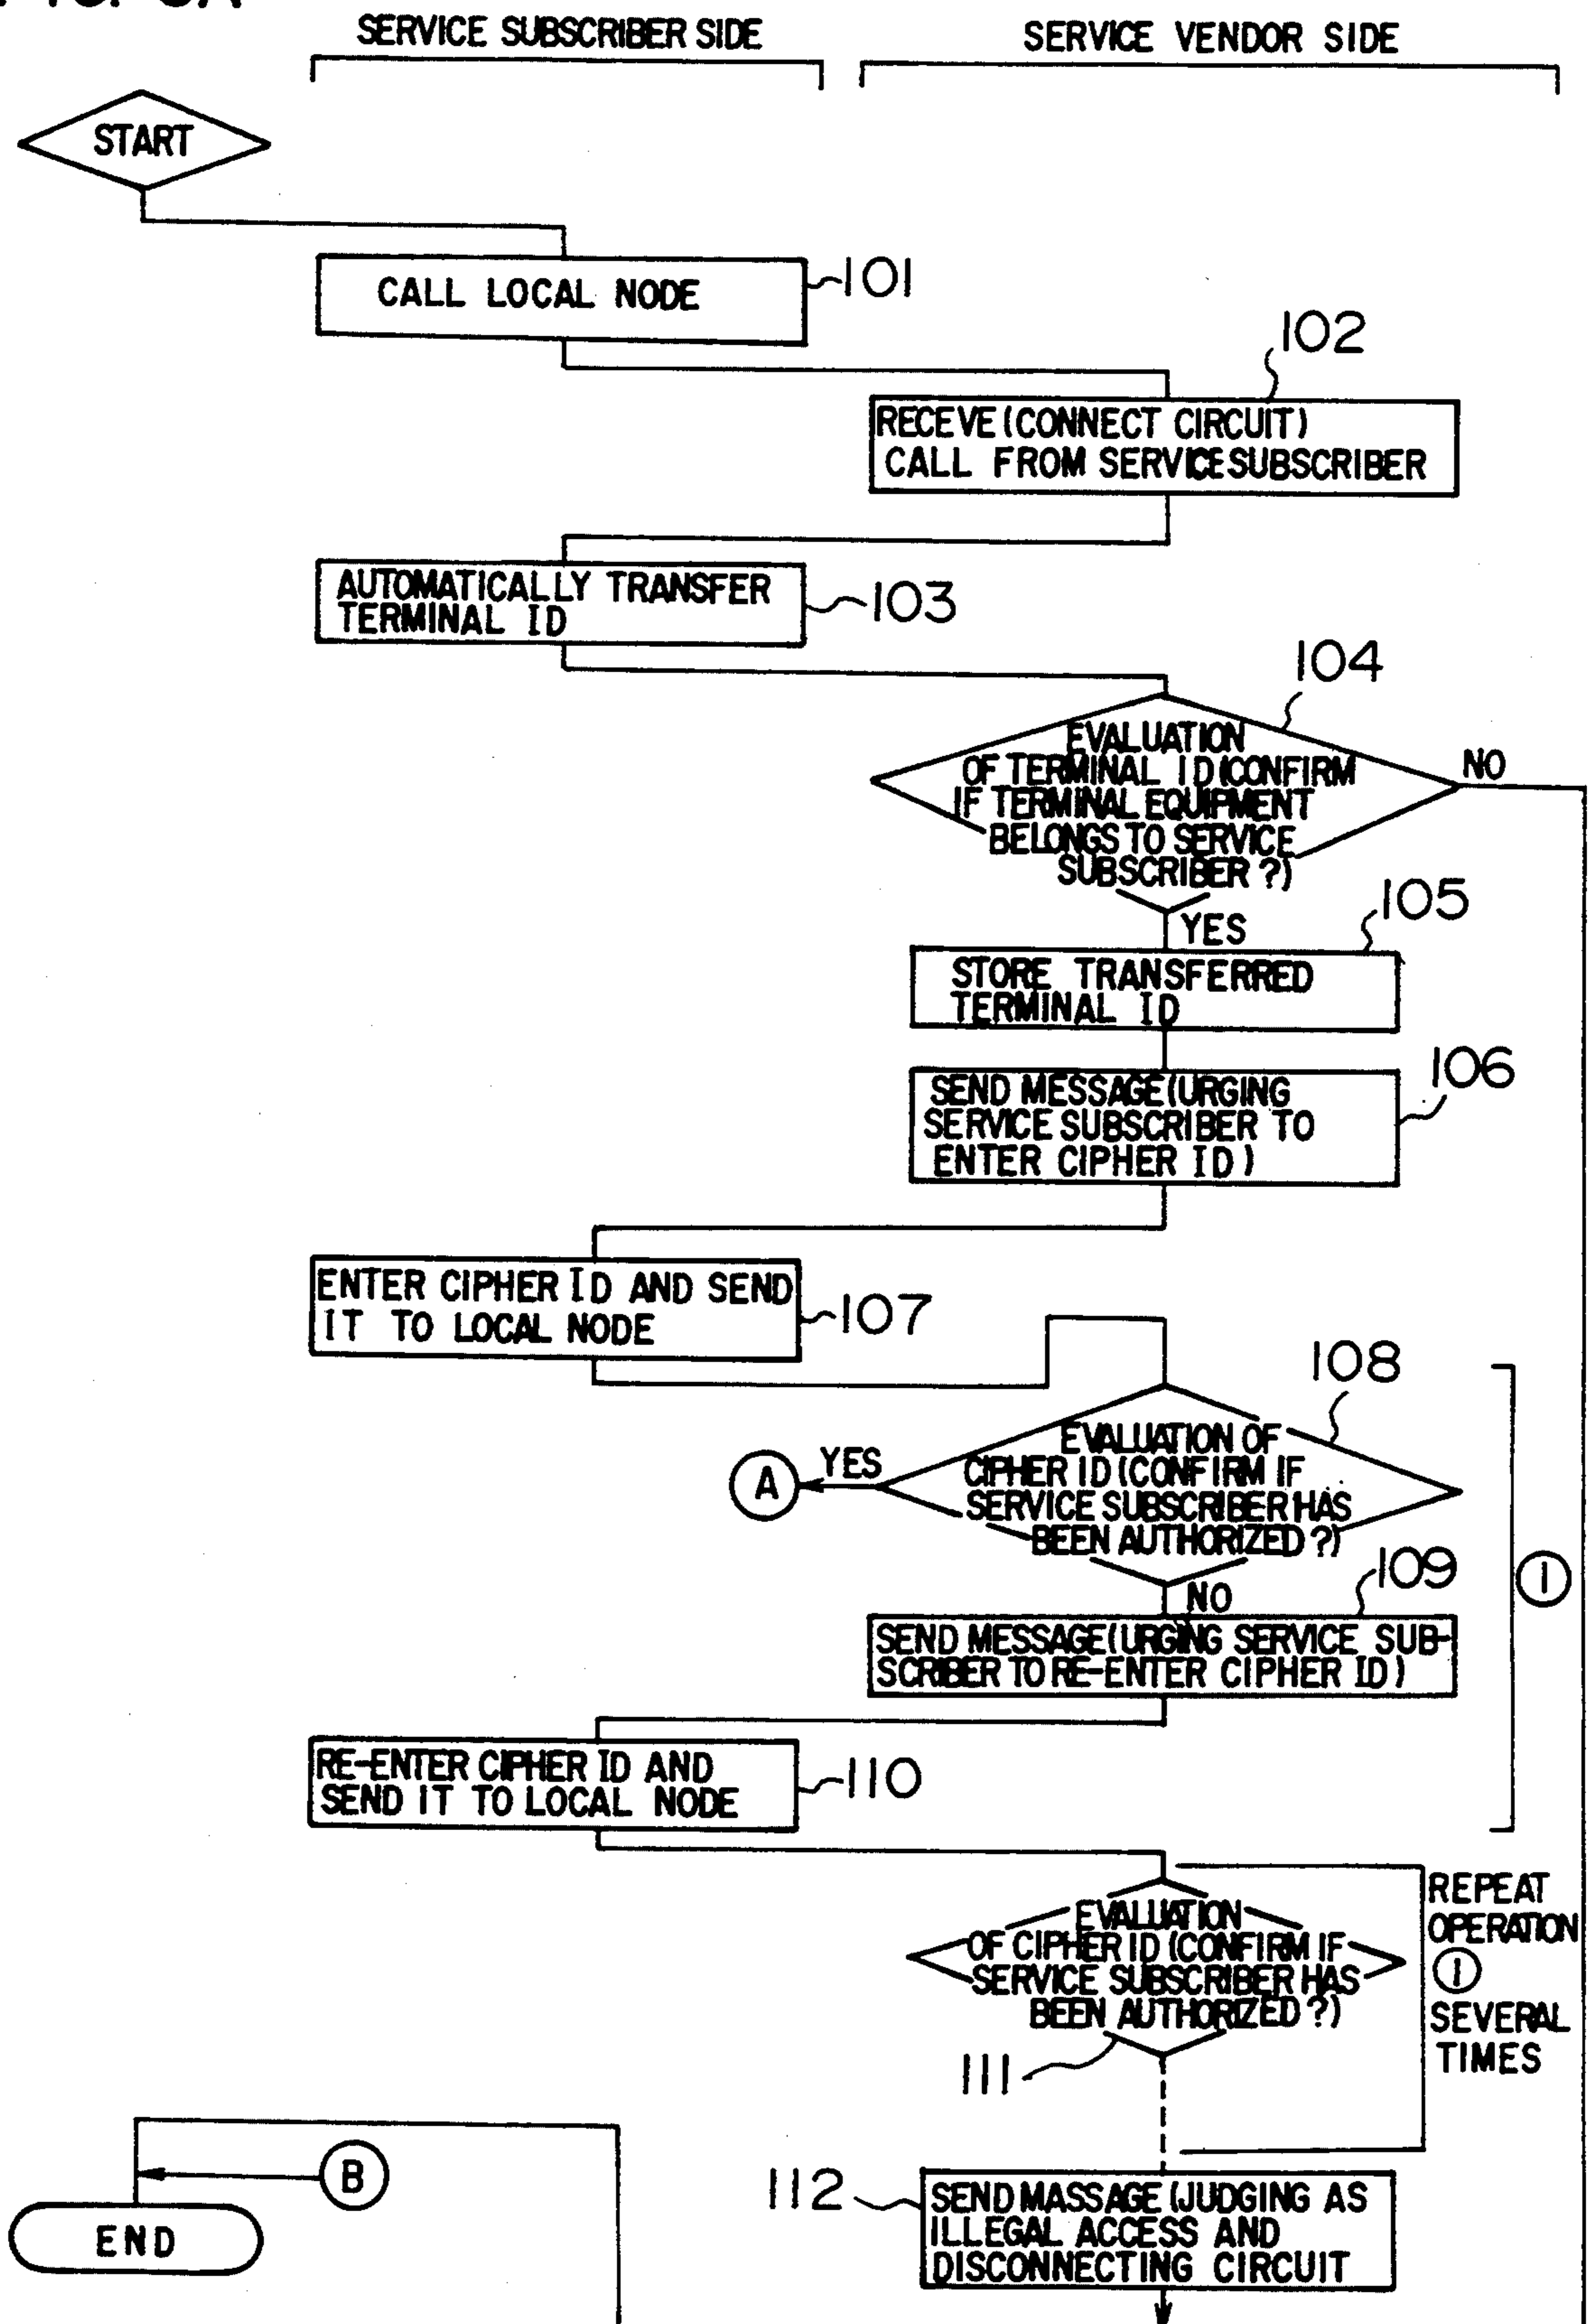 SERVICE SUBSCRIBER SIDE
SERVICE VENDOR SIDE
START
CALL LOCAL NODE
101
102
RECEVE (CONNECT CIRCUIT)
CALL FROM SERVICE SUBSCRIBER
AUTOMATICALLY TRANSFER
TERMINAL ID
103
104
EVALUATION
OF TERMINAL ID (CONFIRM
IF TERMINAL EQUIPMENT
BELONGS TO SERVICE
SUBSCRIBER ?)
NO
YES
105
STORE TRANSFERRED
TERMINAL ID
106
SEND MESSAGE (URGING
SERVICE SUBSCRIBER TO
ENTER CIPHER ID)
ENTER CIPHER ID AND SEND
IT TO LOCAL NODE
107
108
EVALUATION OF
CIPHER ID (CONFIRM IF
SERVICE SUBSCRIBER HAS
BEEN AUTHORIZED ?)
YES
A
NO
109
1
SEND MESSAGE (URGING SERVICE SUB-
SCRIBER TO RE-ENTER CIPHER ID)
RE-ENTER CIPHER ID AND
SEND IT TO LOCAL NODE
110
EVALUATION
OF CIPHER ID (CONFIRM IF
SERVICE SUBSCRIBER HAS
BEEN AUTHORIZED ?)
111
REPEAT
OPERATION
1
SEVERAL
TIMES
B
END
112
SEND MASSAGE (JUDGING AS
ILLEGAL ACCESS AND
DISCONNECTING CIRCUIT